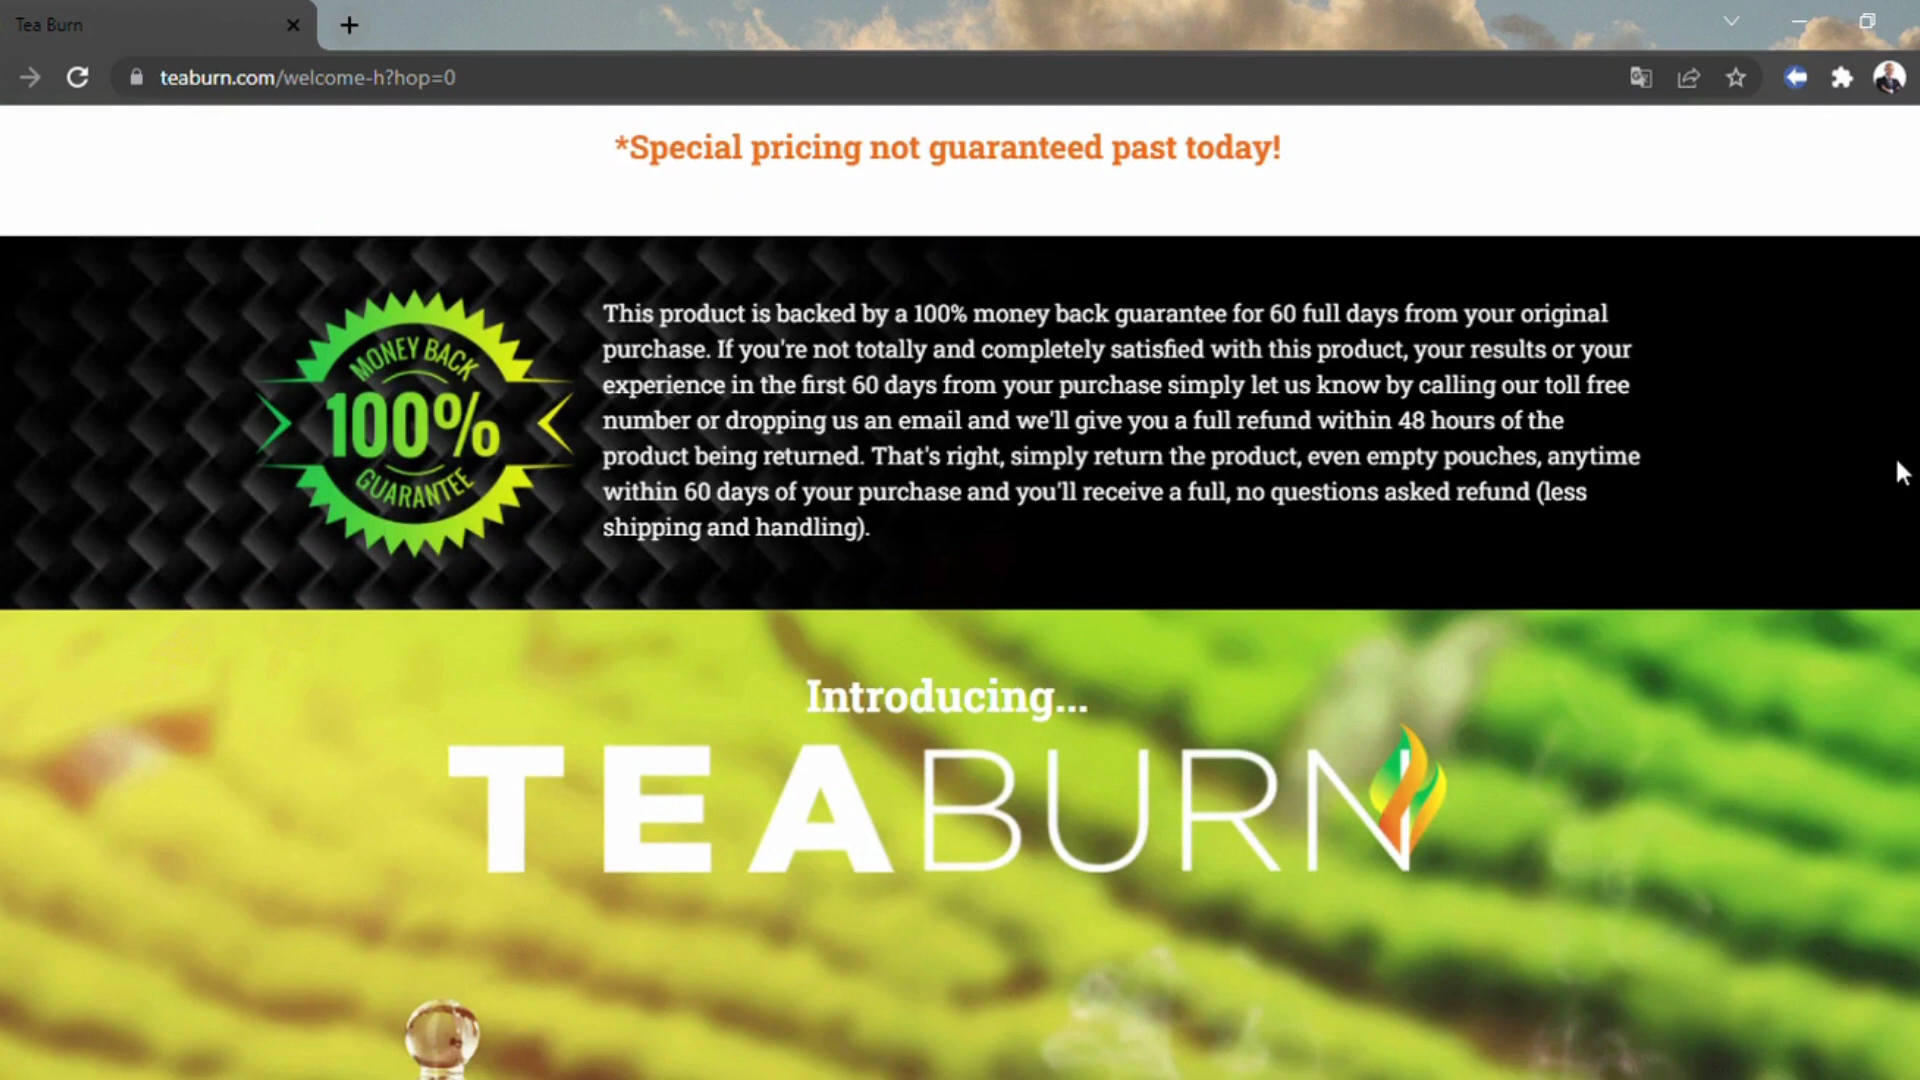 Tea Burn
teaburn.com/welcome-h?hop=0
*Special pricing not guaranteed past today!
MONEY BACK
100%
GUARANTEE
This product is backed by a 100% money back guarantee for 60 full days from your original
purchase. If you're not totally and completely satisfied with this product, your results or your
experience in the first 60 days from your purchase simply let us know by calling our toll free
number or dropping us an email and we'll give you a full refund within 48 hours of the
product being returned. That's right, simply return the product, even empty pouches, anytime
within 60 days of your purchase and you'll receive a full, no questions asked refund (less
shipping and handling).
Introducing...
TEABURN